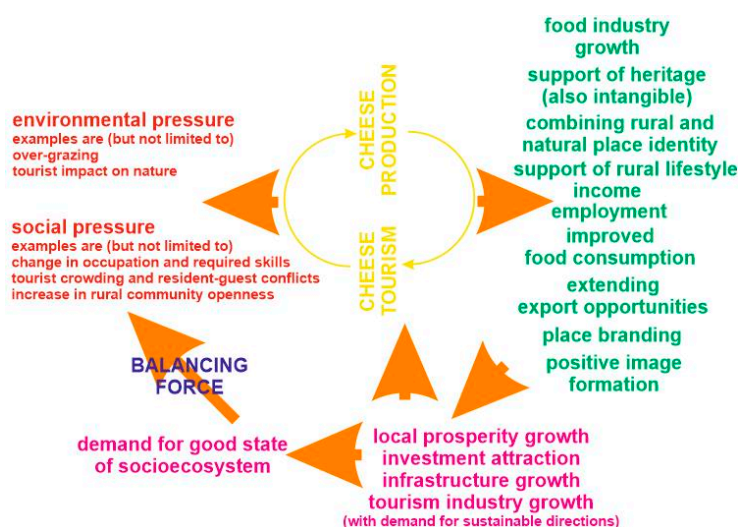 food industry
growth
support of heritage
(also intangible)
combining rural and
natural place identity
support of rural lifestyle
income
employment
improved
food consumption
extending
export opportunities
place branding
positive image
formation
environmental pressure
examples are (but not limited to)
over-grazing
tourist impact on nature
social pressure
examples are (but not limited to)
change in occupation and required skills
tourist crowding and resident-guest conflicts
increase in rural community openness
CHEESE
PRODUCTION
CHEESE
TOURISM
BALANCING
FORCE
demand for good state
of socioecosystem
local prosperity growth
investment attraction
infrastructure growth
tourism industry growth
(with demand for sustainable directions)